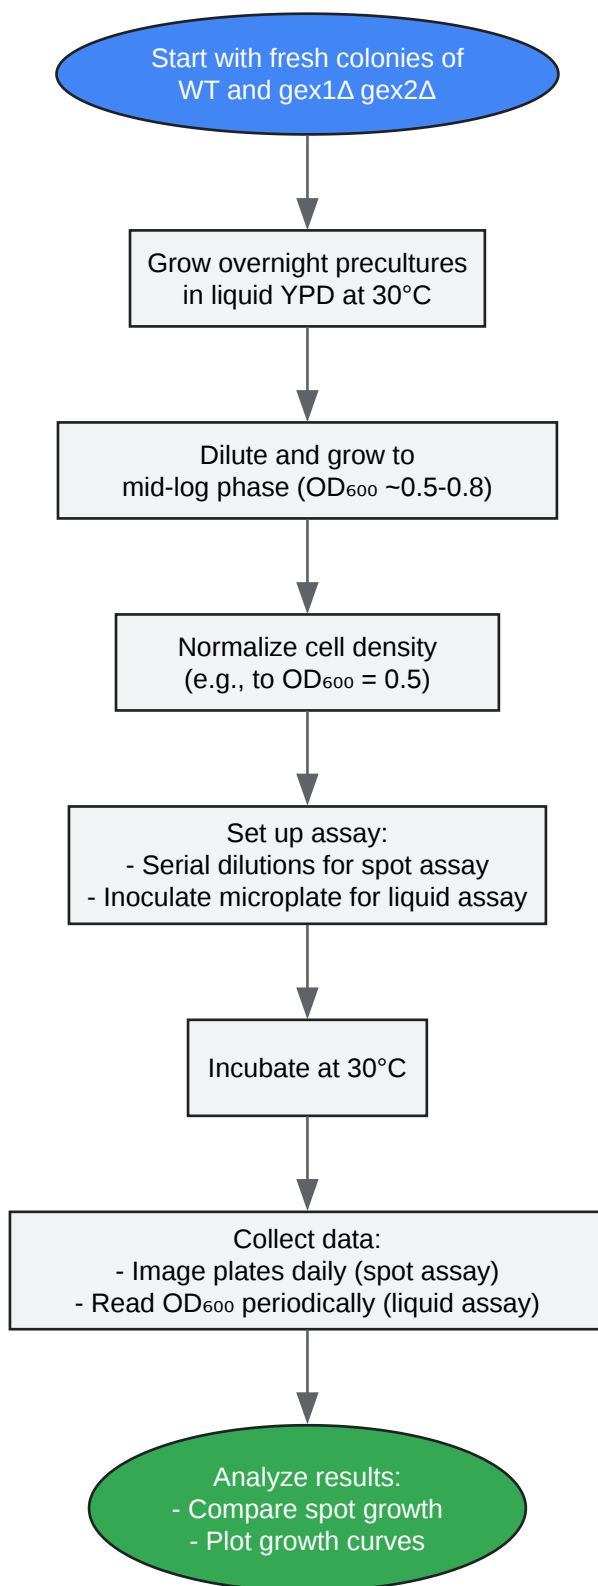 Start with fresh colonies of
WT and gex1Δ gex2Δ
Grow overnight precultures
in liquid YPD at 30°C
Dilute and grow to
mid-log phase (OD₆₀₀ ~0.5-0.8)
Normalize cell density
(e.g., to OD₆₀₀ = 0.5)
Set up assay:
- Serial dilutions for spot assay
- Inoculate microplate for liquid assay
Incubate at 30°C
Collect data:
- Image plates daily (spot assay)
- Read OD₆₀₀ periodically (liquid assay)
Analyze results:
- Compare spot growth
- Plot growth curves